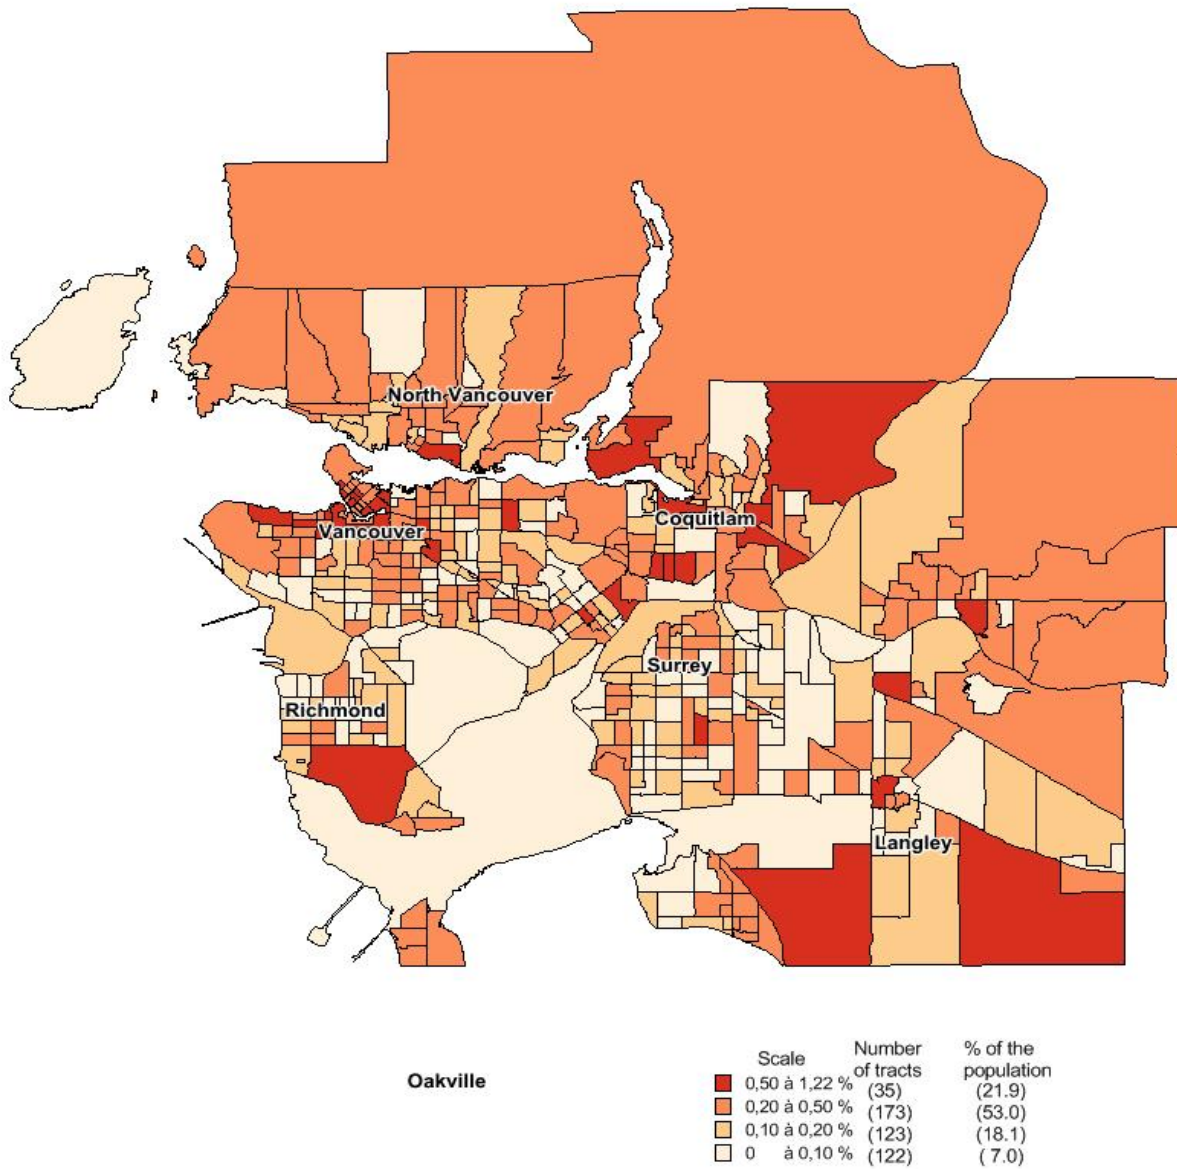 North Vancouver
Coquitlam
Vancouver
Surrey
Richmond
Langley
Oakville
Scale Number of tracts % of the population
0,50 à 1,22 % (35) (21.9)
0,20 à 0,50 % (173) (53.0)
0,10 à 0,20 % (123) (18.1)
0 à 0,10 % (122) ( 7.0)